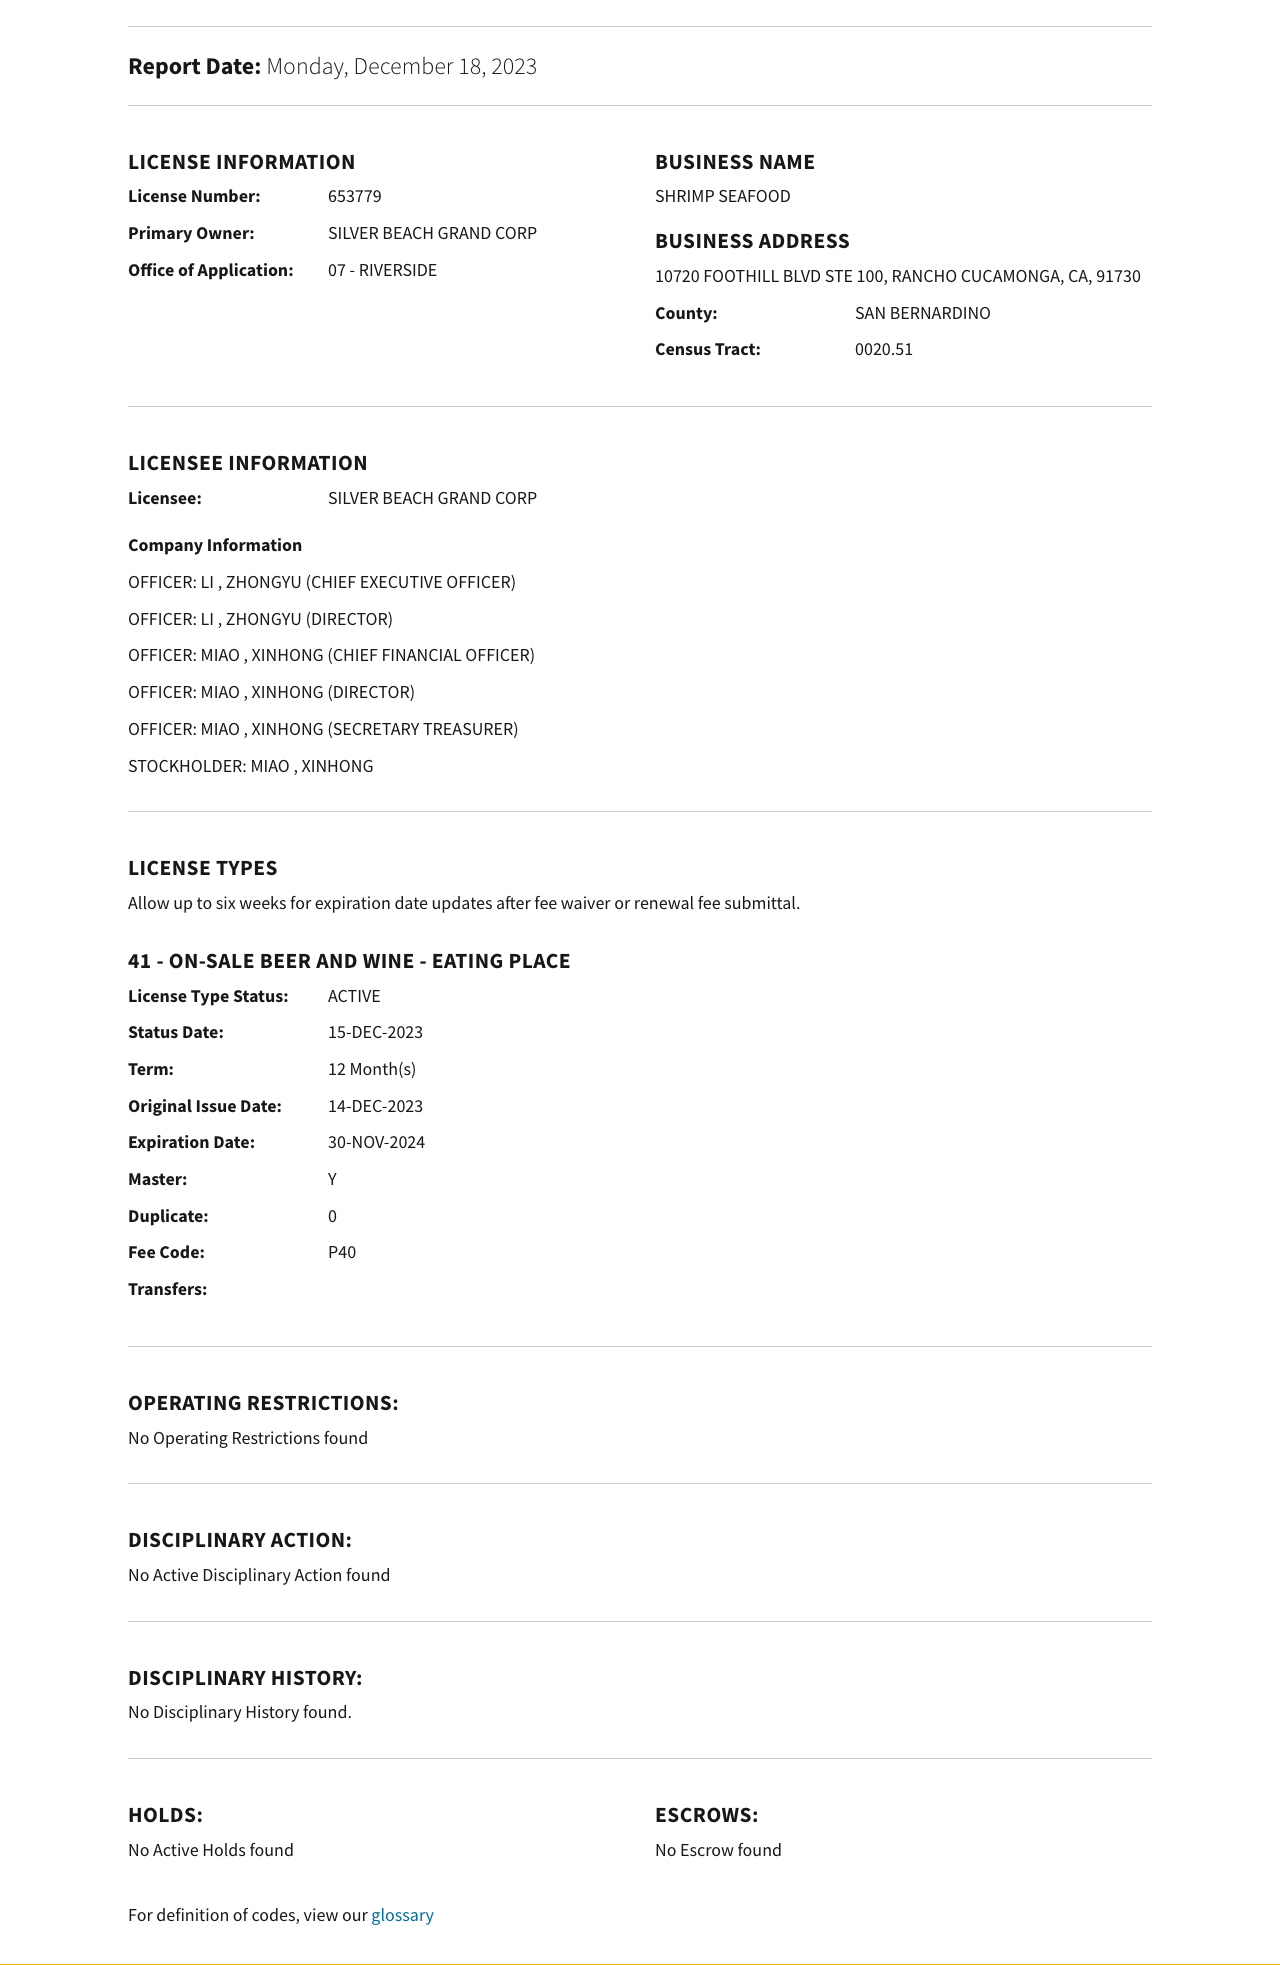 Report Date: Monday, December 18, 2023
LICENSE INFORMATION
License Number: 653779
Primary Owner: SILVER BEACH GRAND CORP
Office of Application: 07 - RIVERSIDE
BUSINESS NAME
SHRIMP SEAFOOD
BUSINESS ADDRESS
10720 FOOTHILL BLVD STE 100, RANCHO CUCAMONGA, CA, 91730
County: SAN BERNARDINO
Census Tract: 0020.51
LICENSEE INFORMATION
Licensee: SILVER BEACH GRAND CORP
Company Information
OFFICER: LI , ZHONGYU (CHIEF EXECUTIVE OFFICER)
OFFICER: LI , ZHONGYU (DIRECTOR)
OFFICER: MIAO , XINHONG (CHIEF FINANCIAL OFFICER)
OFFICER: MIAO , XINHONG (DIRECTOR)
OFFICER: MIAO , XINHONG (SECRETARY TREASURER)
STOCKHOLDER: MIAO , XINHONG
LICENSE TYPES
Allow up to six weeks for expiration date updates after fee waiver or renewal fee submittal.
41 - ON-SALE BEER AND WINE - EATING PLACE
License Type Status: ACTIVE
Status Date: 15-DEC-2023
Term: 12 Month(s)
Original Issue Date: 14-DEC-2023
Expiration Date: 30-NOV-2024
Master: Y
Duplicate: 0
Fee Code: P40
Transfers:
OPERATING RESTRICTIONS:
No Operating Restrictions found
DISCIPLINARY ACTION:
No Active Disciplinary Action found
DISCIPLINARY HISTORY:
No Disciplinary History found.
HOLDS:
No Active Holds found
ESCROWS:
No Escrow found
For definition of codes, view our glossary